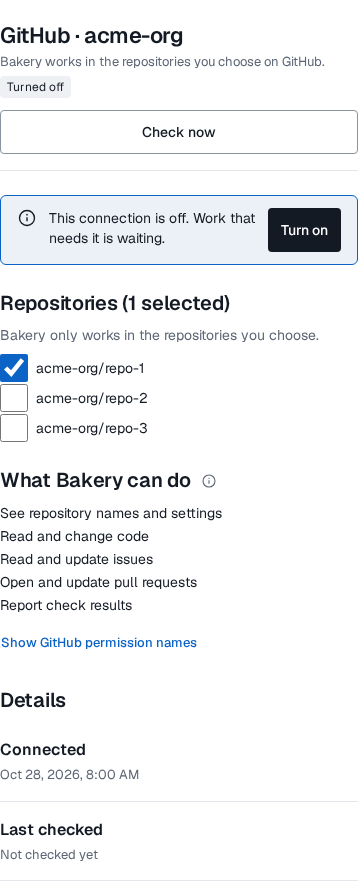 GitHub · acme-org
Bakery works in the repositories you choose on GitHub.
Turned off
Check now
This connection is off. Work that
needs it is waiting.
Turn on
Repositories (1 selected)
Bakery only works in the repositories you choose.
acme-org/repo-1
acme-org/repo-2
acme-org/repo-3
What Bakery can do
See repository names and settings
Read and change code
Read and update issues
Open and update pull requests
Report check results
Show GitHub permission names
Details
Connected
Oct 28, 2026, 8:00 AM
Last checked
Not checked yet